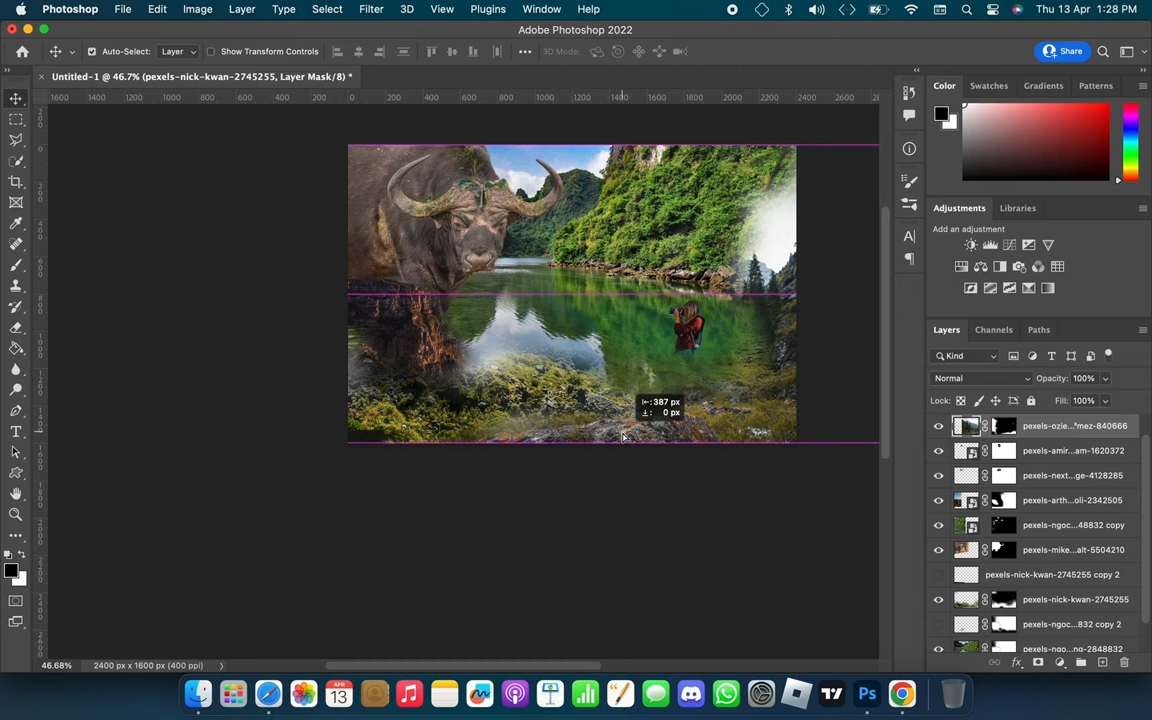 Photoshop File Edit Image Layer Type Select Filter 3D View Plugins Window Help Thu 13 Apr 1:28 PM
Adobe Photoshop 2022
Auto-Select: Layer Show Transform Controls 3D Mode: Share
Untitled-1 @ 46.7% (pexels-nick-kwan-2745255, Layer Mask/8) *
1600 1400 1200 1000 800 600 400 200 0 200 400 600 800 1000 1200 1400 1600 1800 2000 2200 2400 2600
Color Swatches Gradients Patterns
Adjustments Libraries
Add an adjustment
387 px
0 px
Layers Channels Paths
Kind
Normal Opacity: 100%
Lock: Fill: 100%
pexels-amir...am-1620372
pexels-next...ge-4128285
pexels-arth...oli-2342505
pexels-ngoc...48832 copy
pexels-mike...alt-5504210
pexels-nick-kwan-2745255 copy 2
pexels-nick-kwan-2745255
pexels-ngoc...832 copy 2
pexels-ngo...ng-2848832
46.68% 2400 px x 1600 px (400 ppi)
APR
13
Ps